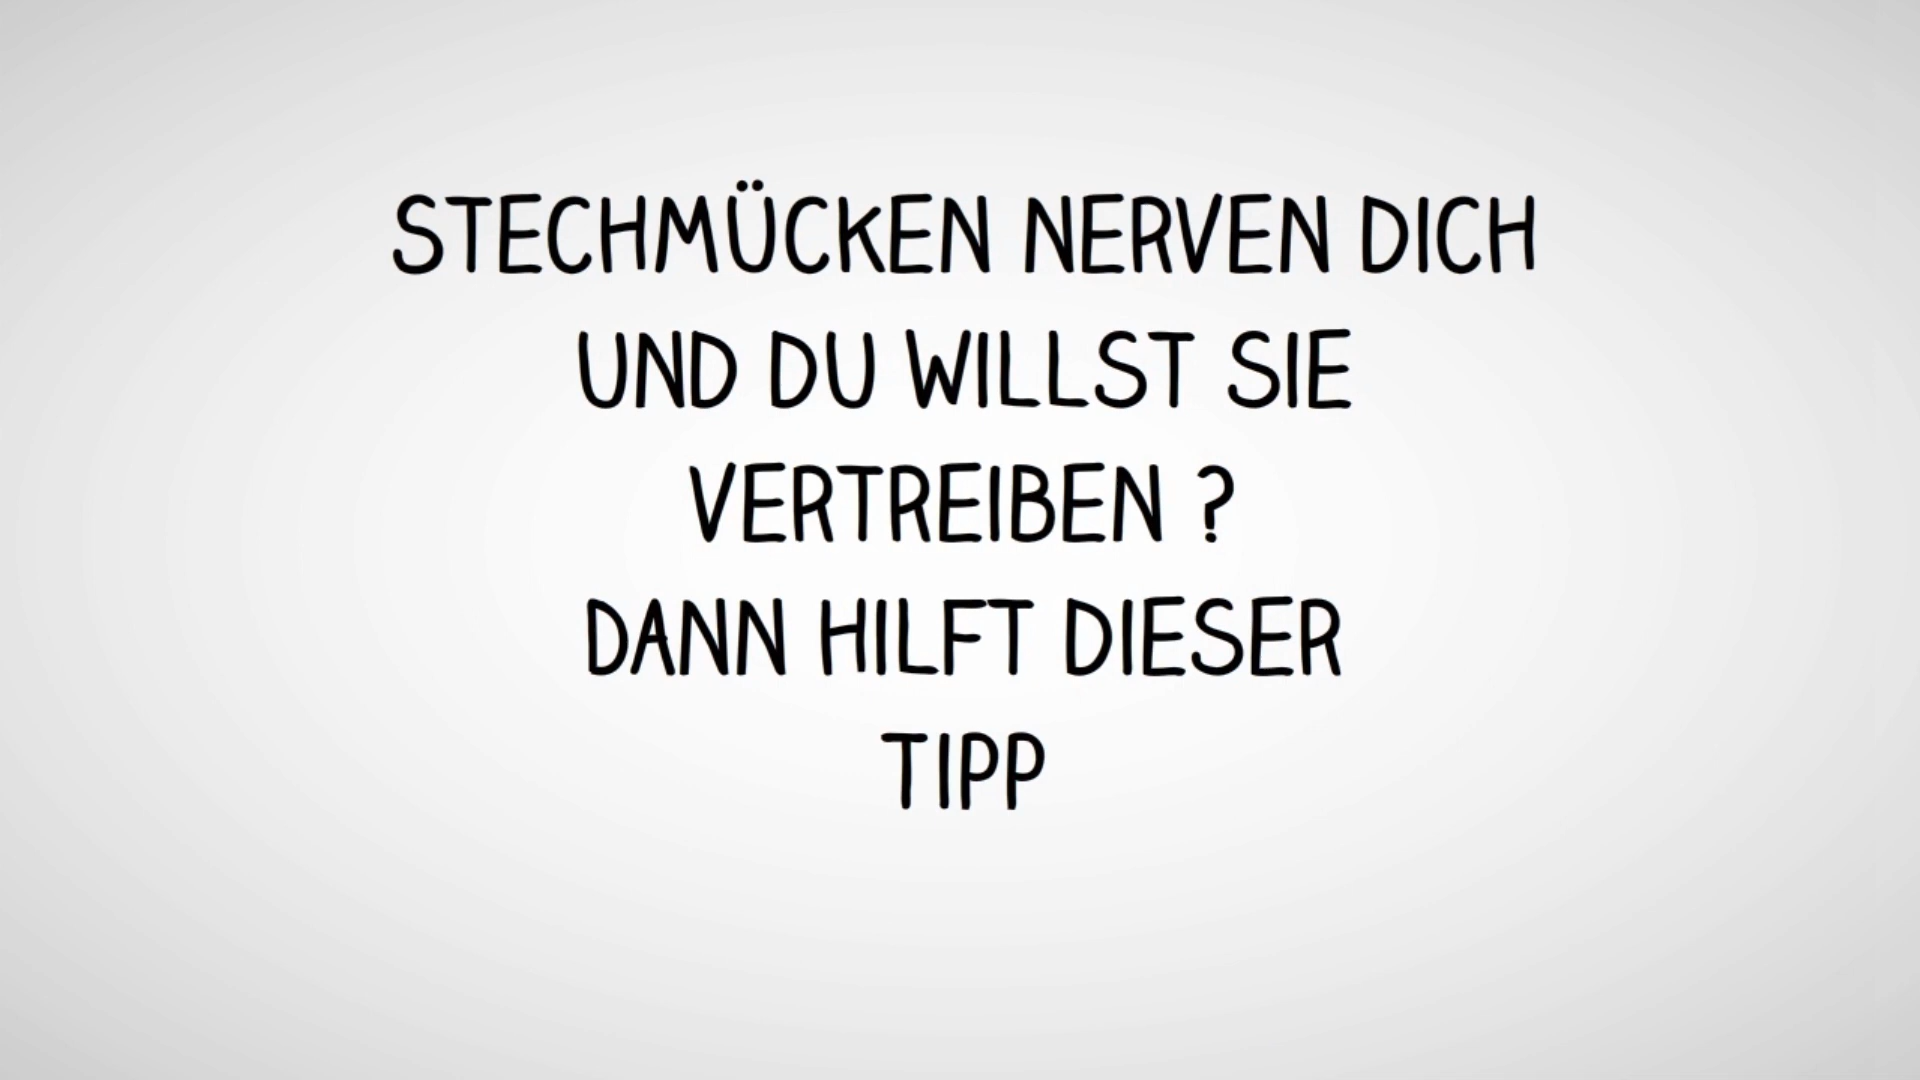 STECHMÜCKEN NERVEN DICH
UND DU WILLST SIE
VERTREIBEN ?
DANN HILFT DIESER
TIPP